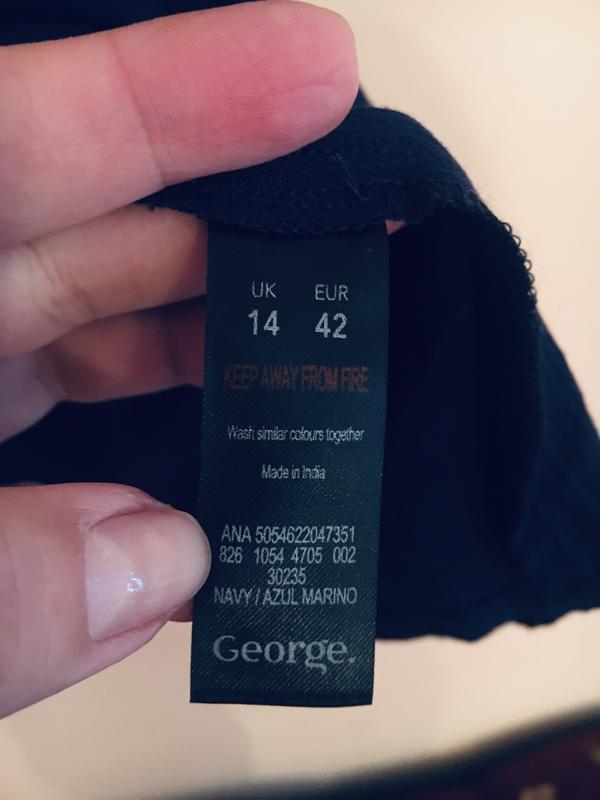 UK EUR
14 42
KEEP AWAY FROM FIRE
Wash similar colours together
Made in India
ANA 5054622047351
826 1054 4705 002
30235
NAVY / AZUL MARINO
George.